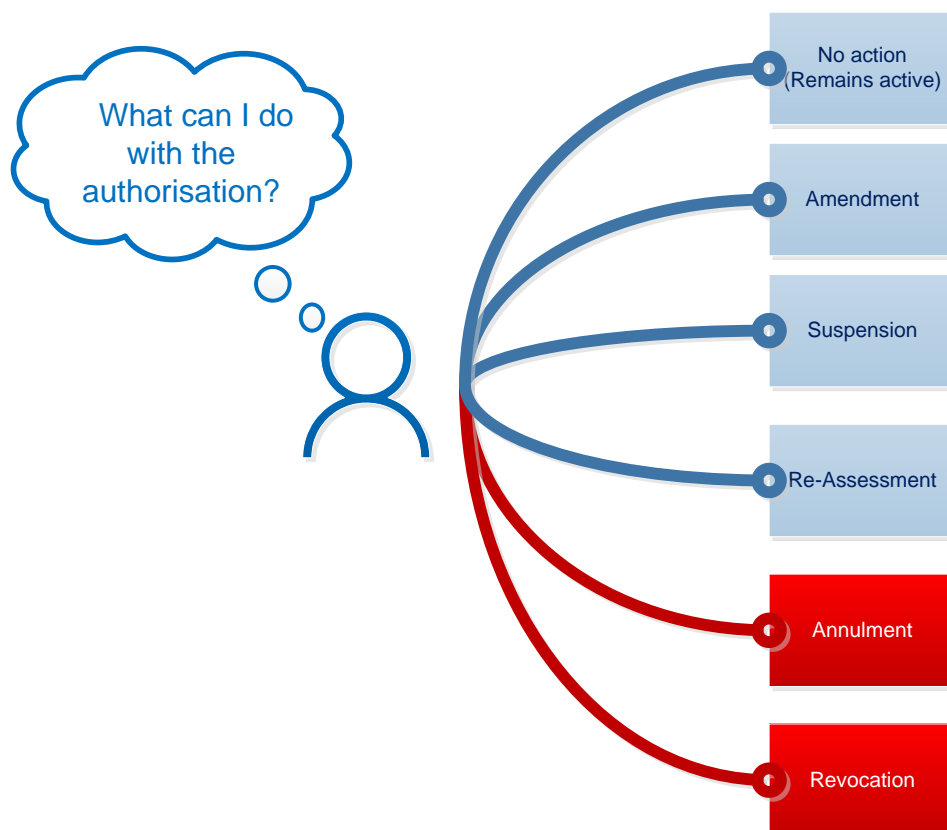 What can I do
with the
authorisation?
No action
(Remains active)
Amendment
Suspension
Re-Assessment
Annulment
Revocation